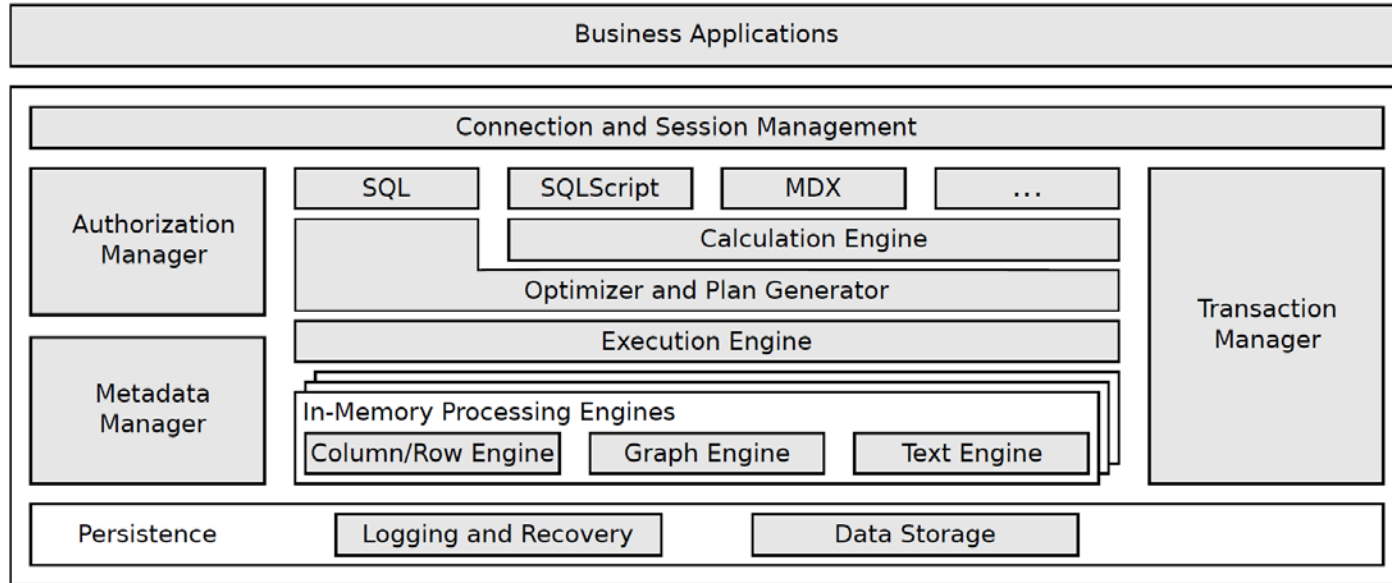 Business Applications
Connection and Session Management
Authorization
Manager
SQL
SQLScript
MDX
...
Calculation Engine
Optimizer and Plan Generator
Execution Engine
Transaction
Manager
Metadata
Manager
In-Memory Processing Engines
Column/Row Engine
Graph Engine
Text Engine
Persistence
Logging and Recovery
Data Storage